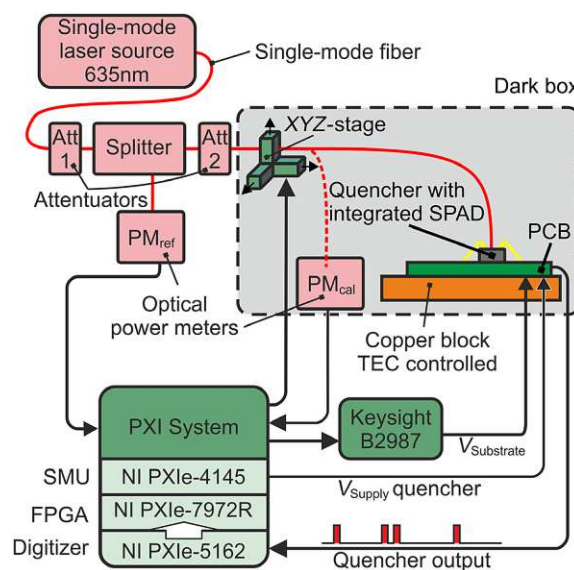 Single-mode
laser source
635nm
Single-mode fiber
Dark box
Att
1
Splitter
Att
2
XYZ-stage
Attentuators
Quencher with
integrated SPAD
PCB
PMref
PMcal
Optical
power meters
Copper block
TEC controlled
PXI System
Keysight
B2987
VSubstrate
SMU
NI PXIe-4145
VSupply quencher
FPGA
NI PXIe-7972R
Digitizer
NI PXIe-5162
Quencher output